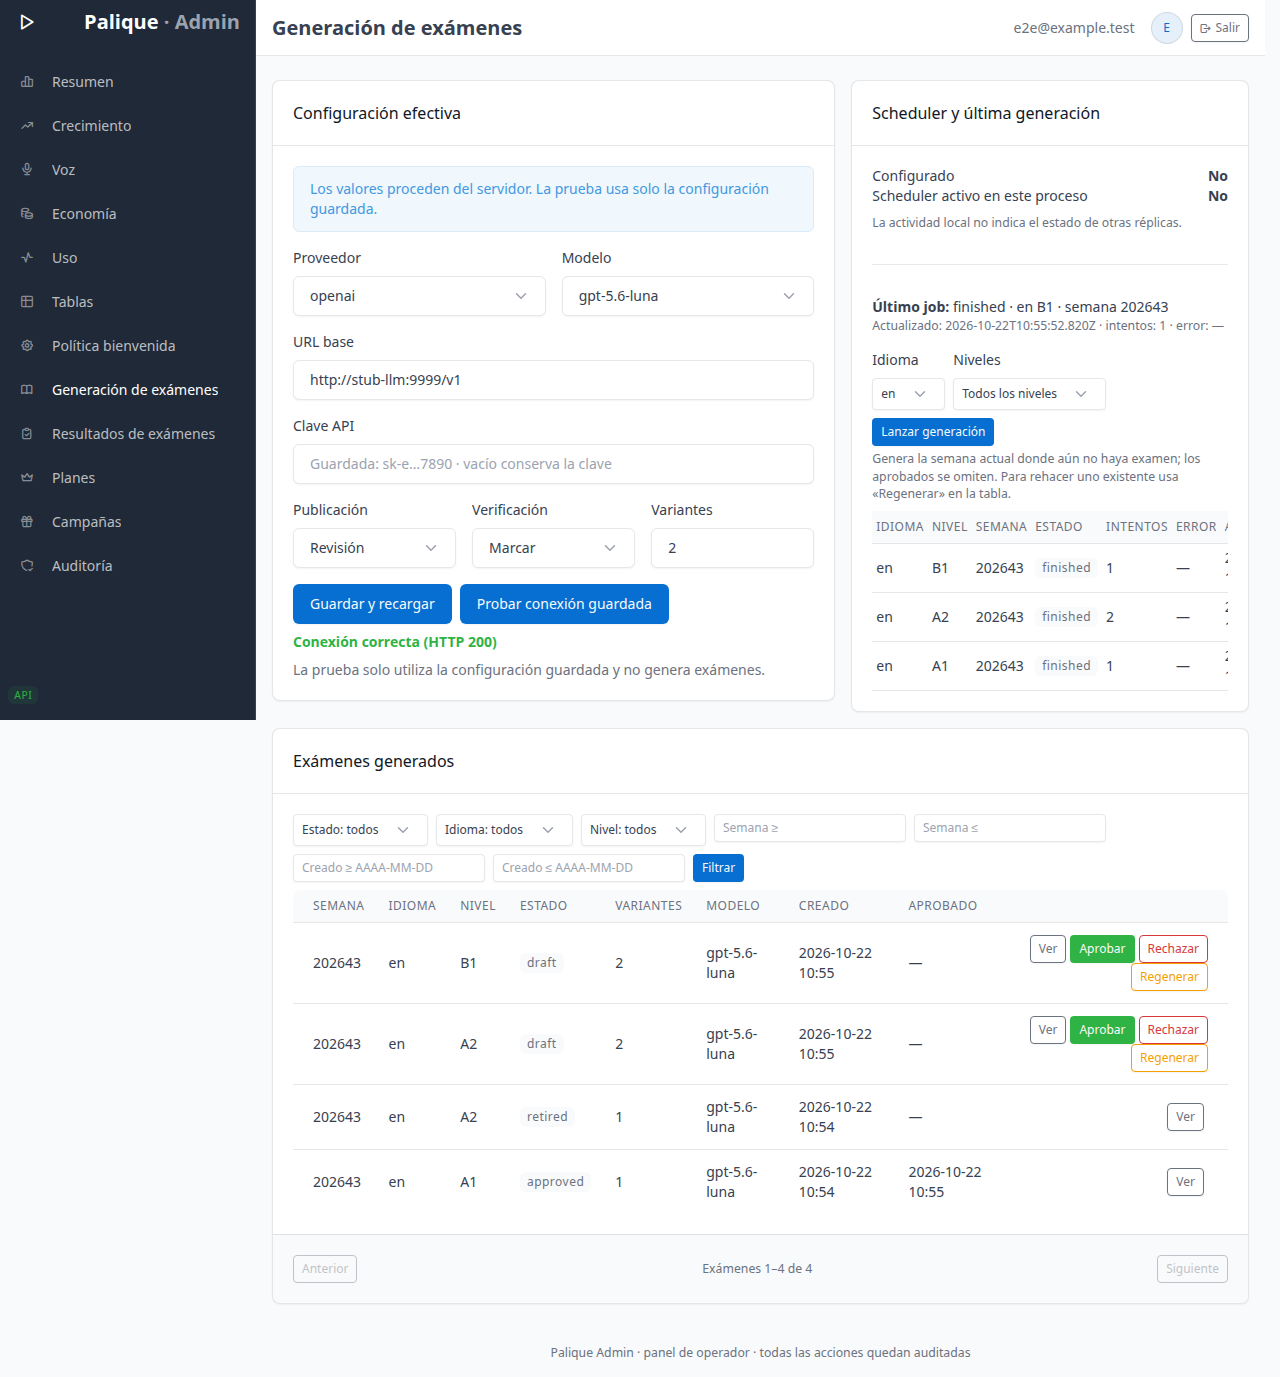 Palique · Admin
Resumen
Crecimiento
Voz
Economía
Uso
Tablas
Política bienvenida
Generación de exámenes
Resultados de exámenes
Planes
Campañas
Auditoría
API
Generación de exámenes
e2e@example.test
E
Salir
Configuración efectiva
Los valores proceden del servidor. La prueba usa solo la configuración
guardada.
Proveedor
Modelo
openai
gpt-5.6-luna
URL base
http://stub-llm:9999/v1
Clave API
Guardada: sk-e...7890 · vacío conserva la clave
Publicación
Verificación
Variantes
Revisión
Marcar
2
Guardar y recargar
Probar conexión guardada
Conexión correcta (HTTP 200)
La prueba solo utiliza la configuración guardada y no genera exámenes.
Scheduler y última generación
Configurado No
Scheduler activo en este proceso No
La actividad local no indica el estado de otras réplicas.
Último job: finished · en B1 · semana 202643
Actualizado: 2026-10-22T10:55:52.820Z · intentos: 1 · error: —
Idioma
Niveles
en
Todos los niveles
Lanzar generación
Genera la semana actual donde aún no haya examen; los
aprobados se omiten. Para rehacer uno existente usa
«Regenerar» en la tabla.
IDIOMA NIVEL SEMANA ESTADO INTENTOS ERROR
en B1 202643 finished 1 —
en A2 202643 finished 2 —
en A1 202643 finished 1 —
Exámenes generados
Estado: todos
Idioma: todos
Nivel: todos
Semana ≥
Semana ≤
Creado ≥ AAAA-MM-DD
Creado ≤ AAAA-MM-DD
Filtrar
SEMANA IDIOMA NIVEL ESTADO VARIANTES MODELO CREADO APROBADO
202643 en B1 draft 2 gpt-5.6-luna 2026-10-22 10:55 — Ver Aprobar Rechazar Regenerar
202643 en A2 draft 2 gpt-5.6-luna 2026-10-22 10:55 — Ver Aprobar Rechazar Regenerar
202643 en A2 retired 1 gpt-5.6-luna 2026-10-22 10:54 — Ver
202643 en A1 approved 1 gpt-5.6-luna 2026-10-22 10:54 2026-10-22 10:55 Ver
Anterior
Exámenes 1–4 de 4
Siguiente
Palique Admin · panel de operador · todas las acciones quedan auditadas